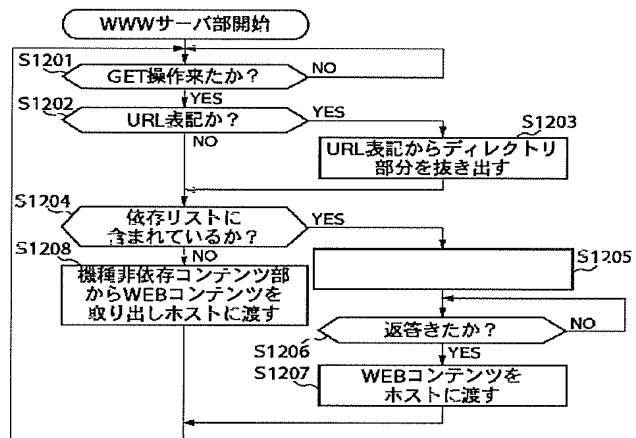 WWWサーバ部開始
S1201
GET操作来たか?
NO
YES
S1202
URL表記か?
YES
NO
S1203
URL表記からディレクトリ
部分を抜き出す
S1204
依存リストに
含まれているか?
YES
NO
S1208
機種非依存コンテンツ部
からWEBコンテンツを
取り出しホストに渡す
S1205
返答きたか?
NO
S1206
YES
S1207
WEBコンテンツを
ホストに渡す